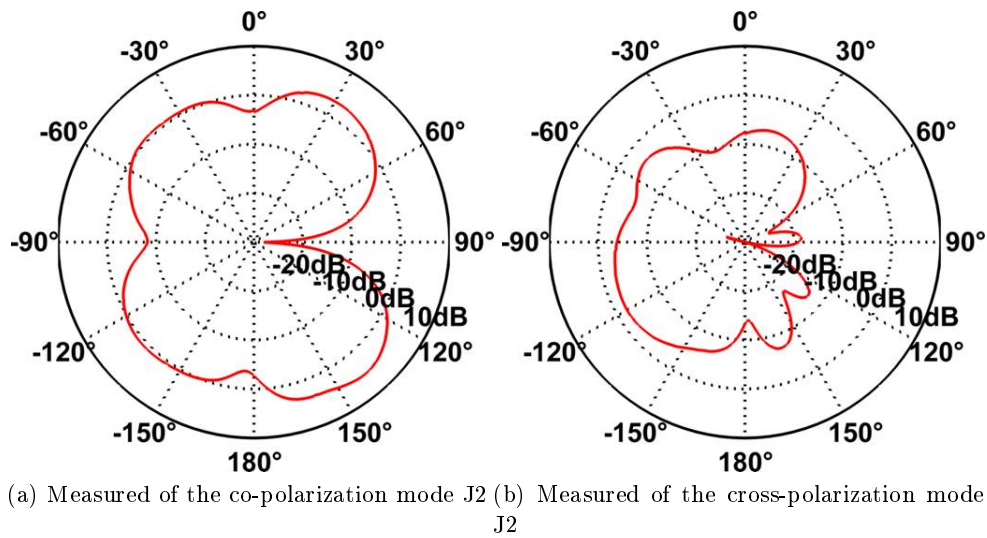 0°
-30° 30°
-60° 60°
-90° 90°
-20dB
-10dB
0dB
10dB
-120° 120°
-150° 150°
180°
0°
-30° 30°
-60° 60°
-90° 90°
-20dB
-10dB
0dB
10dB
-120° 120°
-150° 150°
180°
(a) Measured of the co-polarization mode J2
(b) Measured of the cross-polarization mode
J2